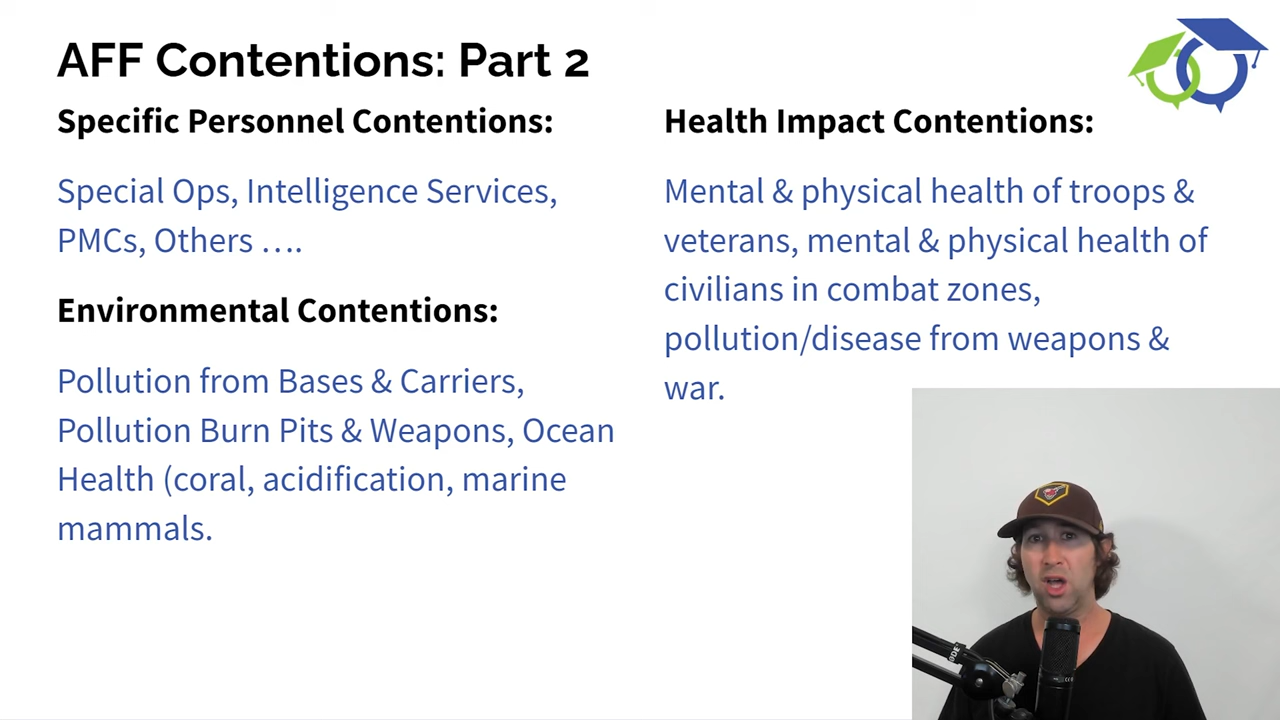 AFF Contentions: Part 2
Specific Personnel Contentions:
Special Ops, Intelligence Services,
PMCs, Others ….
Environmental Contentions:
Pollution from Bases & Carriers,
Pollution Burn Pits & Weapons, Ocean
Health (coral, acidification, marine
mammals.
Health Impact Contentions:
Mental & physical health of troops &
veterans, mental & physical health of
civilians in combat zones,
pollution/disease from weapons &
war.